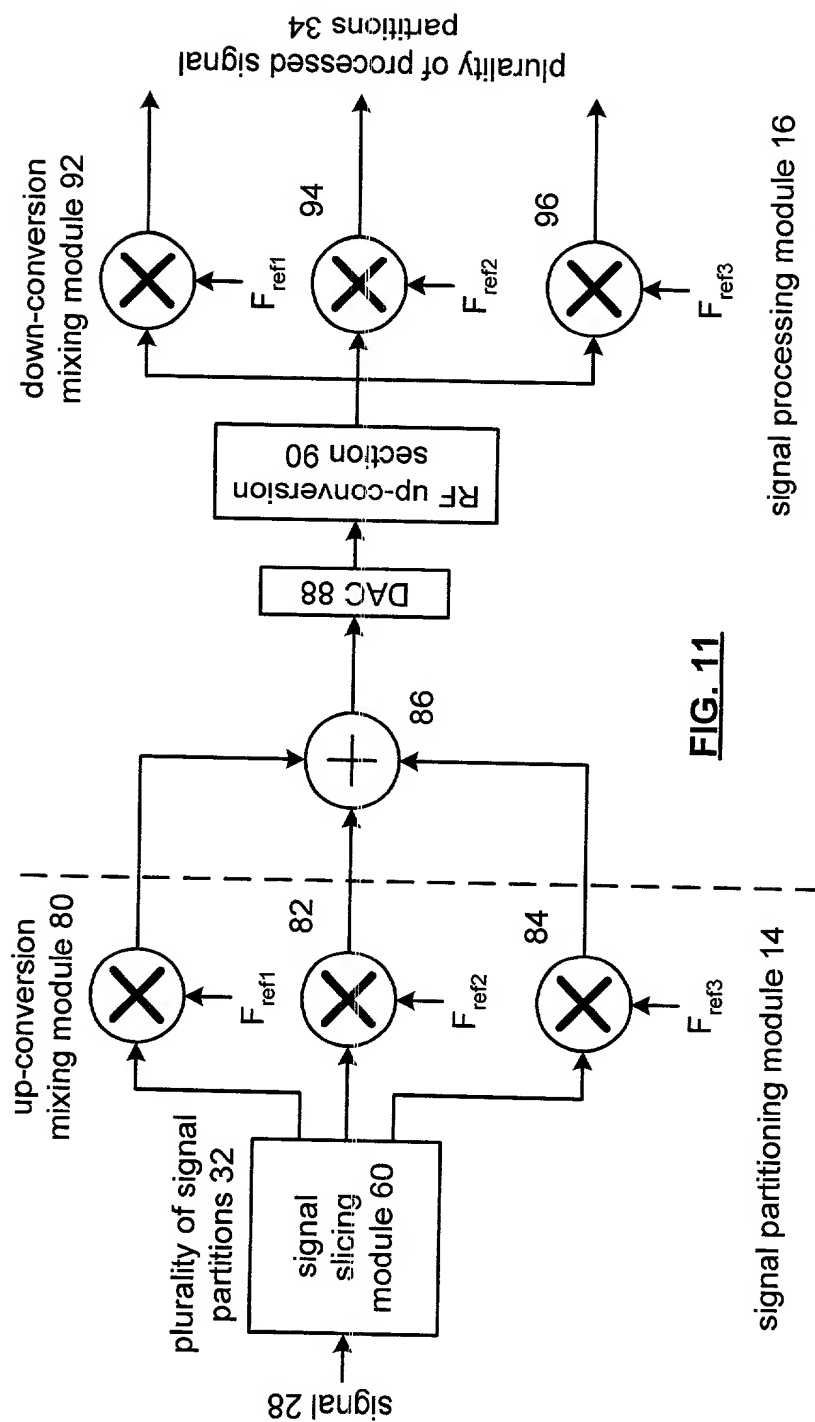 signal 28
plurality of signal
partitions 32
signal
slicing
module 60
up-conversion
mixing module 80
F_ref1
82
F_ref2
84
F_ref3
signal partitioning module 14
86
DAC 88
RF up-conversion
section 90
down-conversion
mixing module 92
F_ref1
94
F_ref2
96
F_ref3
plurality of processed signal
partitions 34
signal processing module 16
FIG. 11